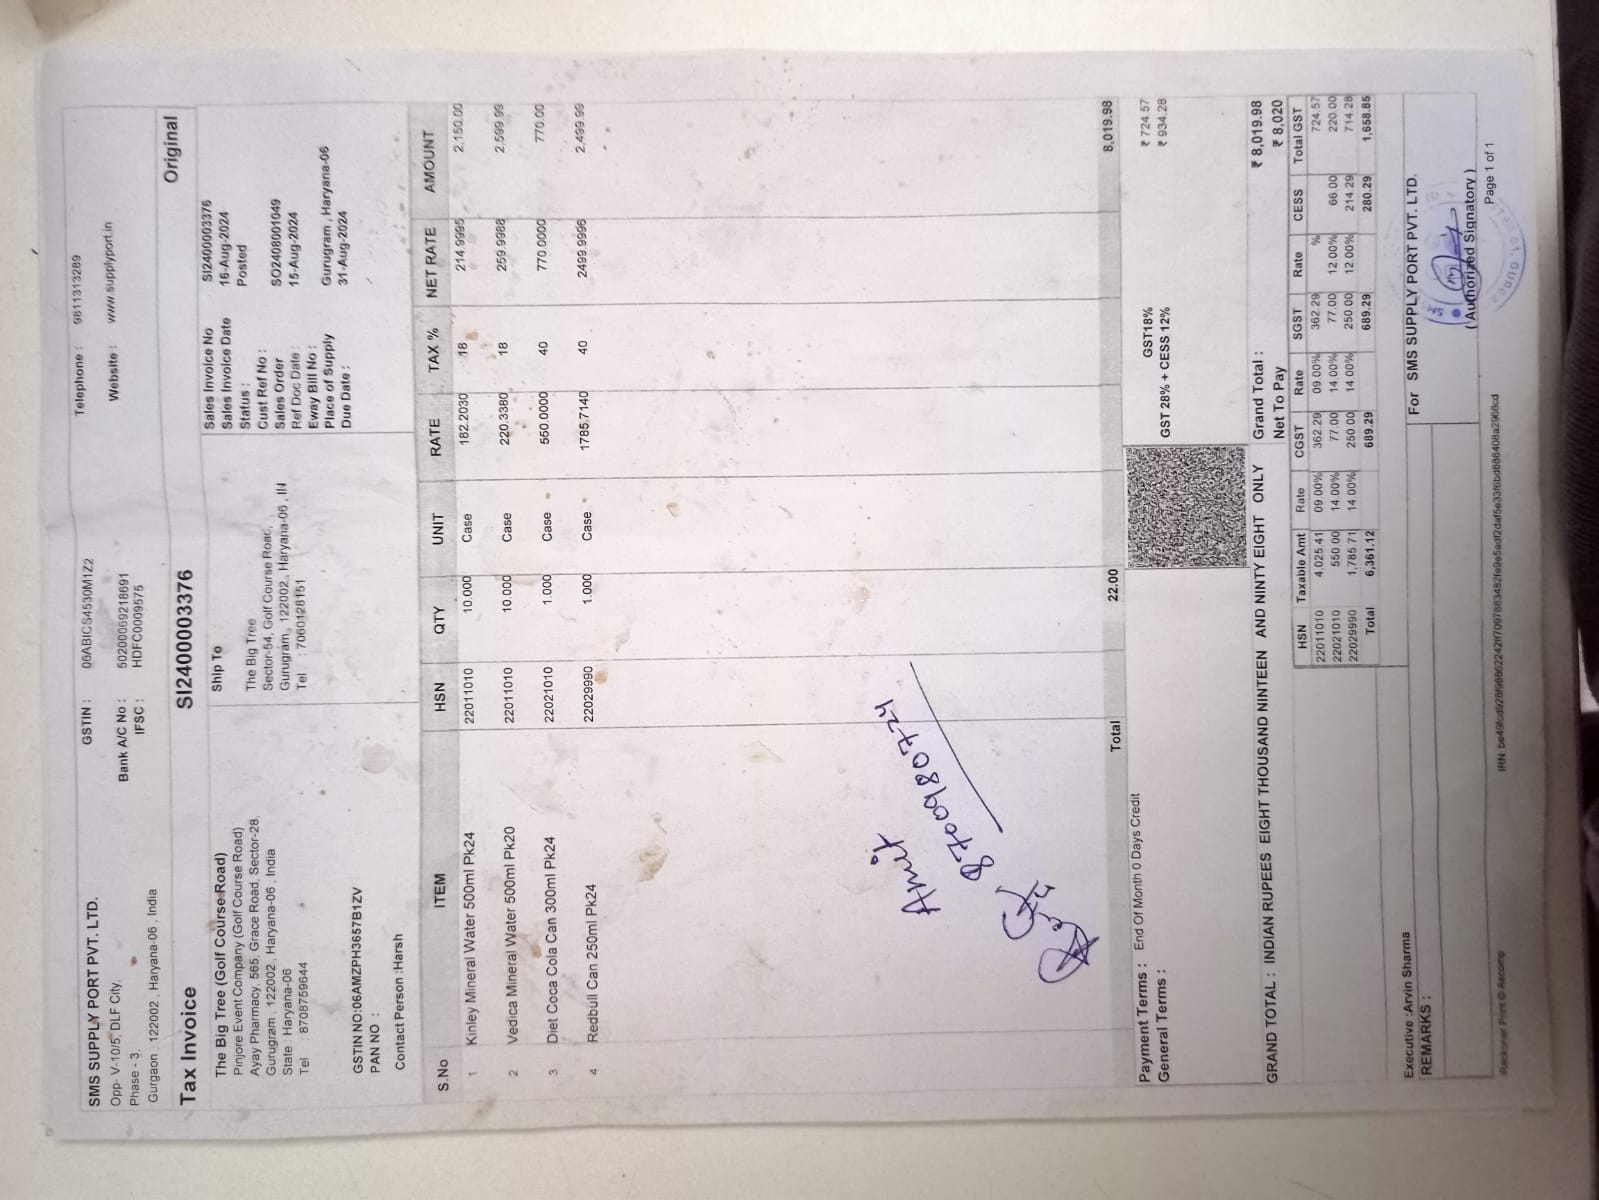 SMS SUPPLY PORT PVT. LTD. GSTIN : 06ABICS4530M1Z2 Telephone : 9811313289
Opp- V-10/5, DLF City,
Phase - 3, Bank A/C No : 50200069218691 Website : www.supplyport.in
Gurgaon , 122002 , Haryana-06 , India IFSC : HDFC0009575
Tax Invoice SI2400003376 Original
The Big Tree (Golf Course Road)
Pinjore Event Company (Golf Course Road)
Ayay Pharmacy, 565, Grace Road, Sector-28,
Gurugram , 122002 , Haryana-06 , India
State : Haryana-06
Tel : 8708759644
GSTIN NO:06AMZPH3657B1ZV
PAN NO :
Contact Person :Harsh
Ship To
The Big Tree
Sector-54, Golf Course Road,
Gurugram , 122002 , Haryana-06 , IN
Tel : 7060128151
Sales Invoice No SI2400003376
Sales Invoice Date 16-Aug-2024
Status : Posted
Cust Ref No :
Sales Order SO2408001049
Ref Doc Date : 15-Aug-2024
Eway Bill No :
Place of Supply Gurugram , Haryana-06
Due Date : 31-Aug-2024
S.No ITEM HSN QTY UNIT RATE TAX % NET RATE AMOUNT
1 Kinley Mineral Water 500ml Pk24 22011010 10.000 Case 182.2030 18 214.9995 2,150.00
2 Vedica Mineral Water 500ml Pk20 22011010 10.000 Case 220.3380 18 259.9988 2,599.99
3 Diet Coca Cola Can 300ml Pk24 22021010 1.000 Case 550.0000 40 770.0000 770.00
4 Redbull Can 250ml Pk24 22029990 1.000 Case 1785.7140 40 2499.9996 2,499.99
Amit
8700980724
Total 22.00 8,019.98
Payment Terms : End Of Month 0 Days Credit
General Terms :
GST18% ₹ 724.57
GST 28% + CESS 12% ₹ 934.28
GRAND TOTAL : INDIAN RUPEES EIGHT THOUSAND NINTEEN AND NINTY EIGHT ONLY
Grand Total : ₹ 8,019.98
Net To Pay ₹ 8,020
HSN Taxable Amt Rate CGST Rate SGST Rate CESS Total GST
22011010 4,025.41 09.00% 362.29 09.00% 362.29 % 724.57
22021010 550.00 14.00% 77.00 14.00% 77.00 12.00% 66.00 220.00
22029990 1,785.71 14.00% 250.00 14.00% 250.00 12.00% 214.29 714.28
Total 6,361.12 689.29 689.29 280.29 1,658.85
Executive :Arvin Sharma
REMARKS :
For SMS SUPPLY PORT PVT. LTD.
( Authorized Signatory )
Page 1 of 1